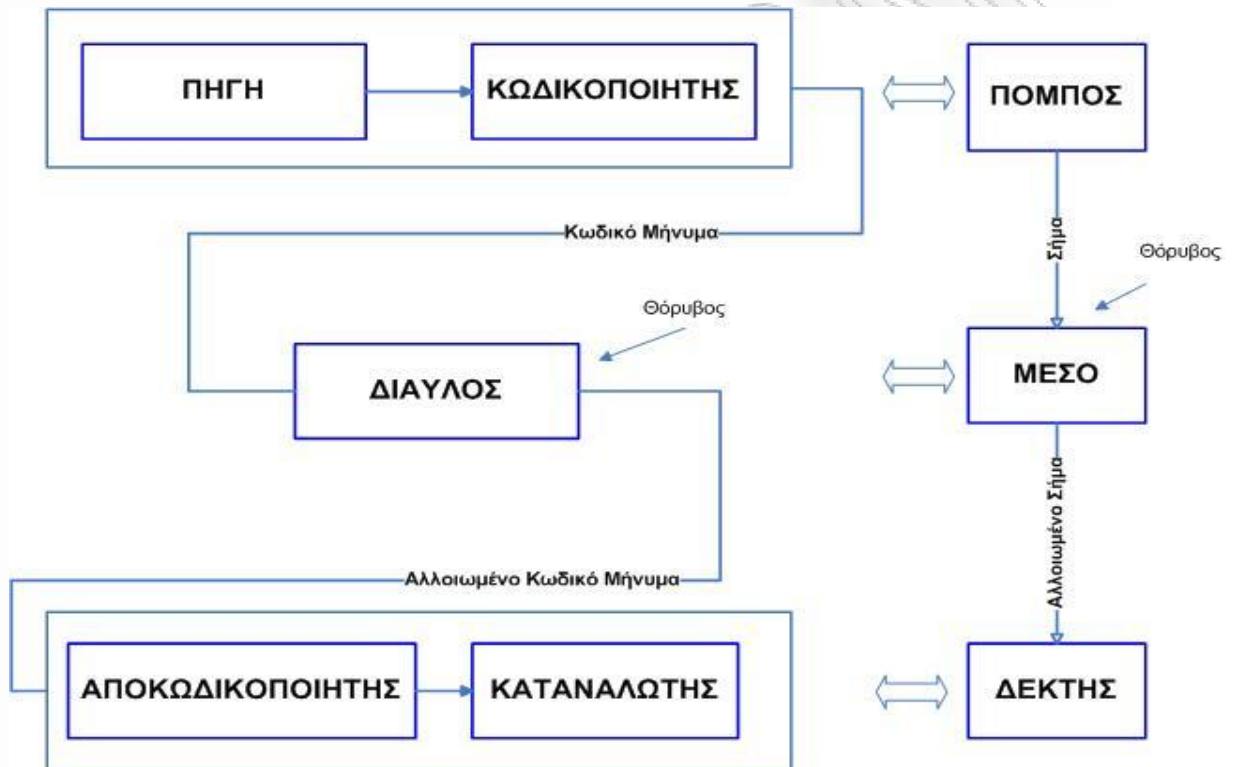 ΠΗΓΗ
ΚΩΔΙΚΟΠΟΙΗΤΗΣ
ΠΟΜΠΟΣ
Κωδικό Μήνυμα
Σήμα
Θόρυβος
Θόρυβος
ΔΙΑΥΛΟΣ
ΜΕΣΟ
Αλλοιωμένο Σήμα
Αλλοιωμένο Κωδικό Μήνυμα
ΑΠΟΚΩΔΙΚΟΠΟΙΗΤΗΣ
ΚΑΤΑΝΑΛΩΤΗΣ
ΔΕΚΤΗΣ